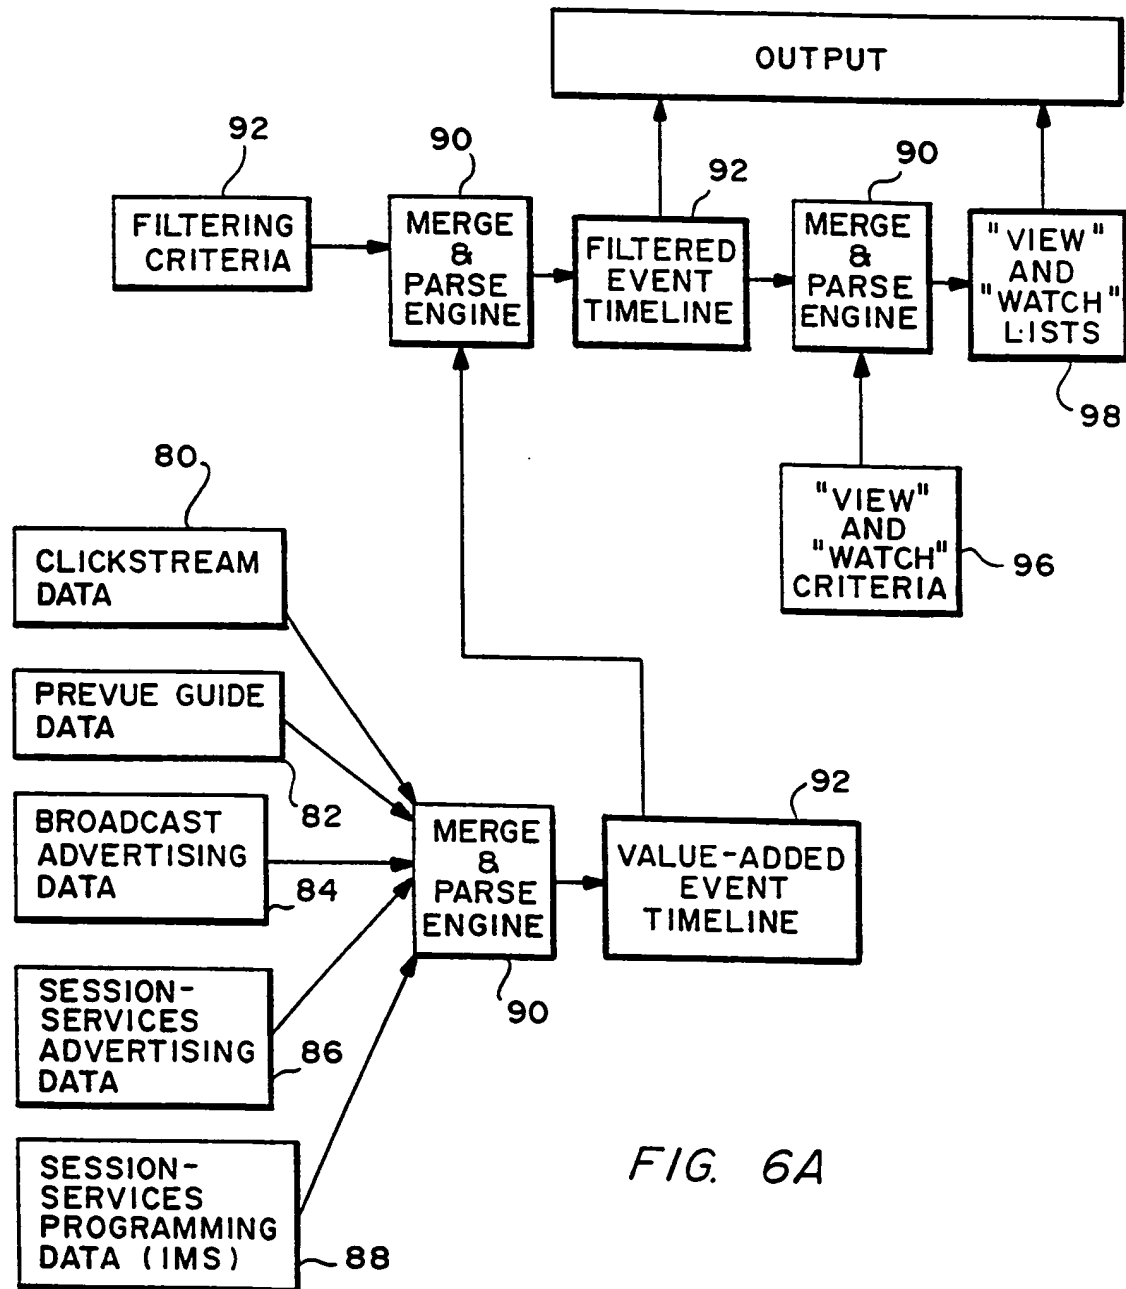 OUTPUT
92
FILTERING
CRITERIA
90
MERGE
&
PARSE
ENGINE
92
FILTERED
EVENT
TIMELINE
90
MERGE
&
PARSE
ENGINE
"VIEW"
AND
"WATCH"
LISTS
98
"VIEW"
AND
"WATCH"
CRITERIA
96
80
CLICKSTREAM
DATA
PREVUE GUIDE
DATA
82
BROADCAST
ADVERTISING
DATA
84
SESSION-
SERVICES
ADVERTISING
DATA
86
SESSION-
SERVICES
PROGRAMMING
DATA (IMS)
88
MERGE
&
PARSE
ENGINE
90
92
VALUE-ADDED
EVENT
TIMELINE
FIG. 6A